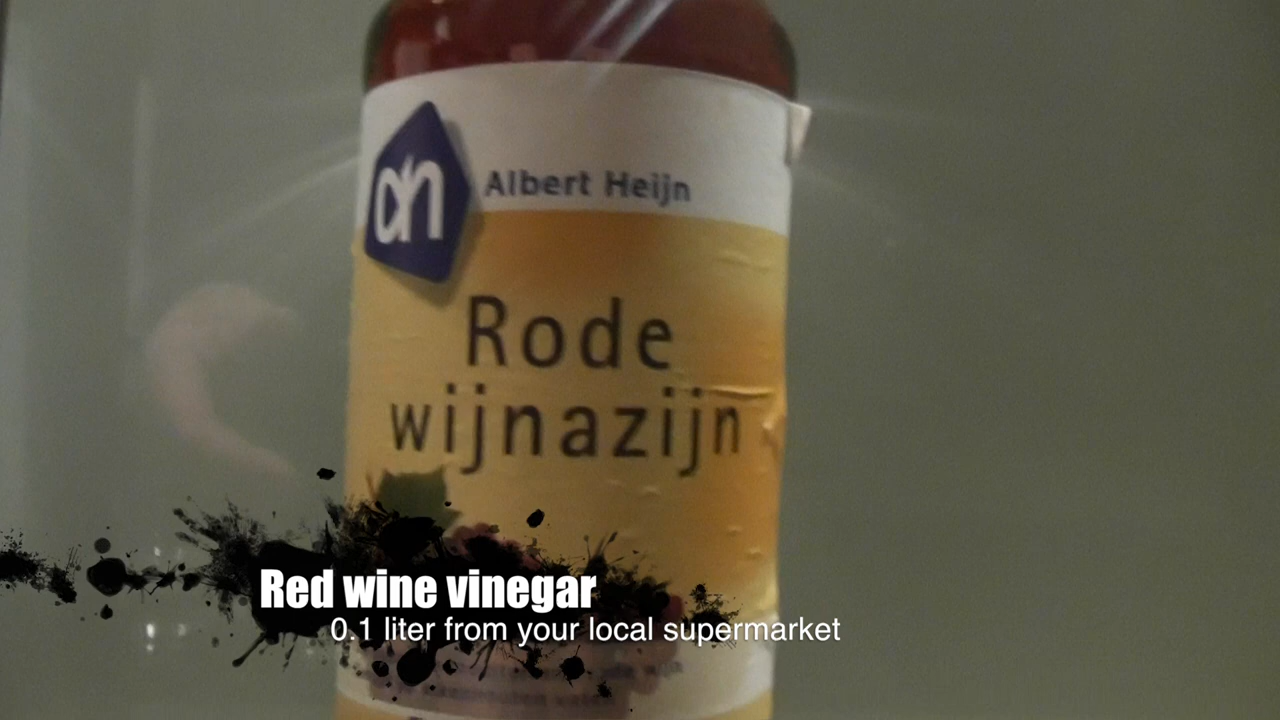 ah
Albert Heijn
Rode
wijnazijn
Red wine vinegar
0.1 liter from your local supermarket